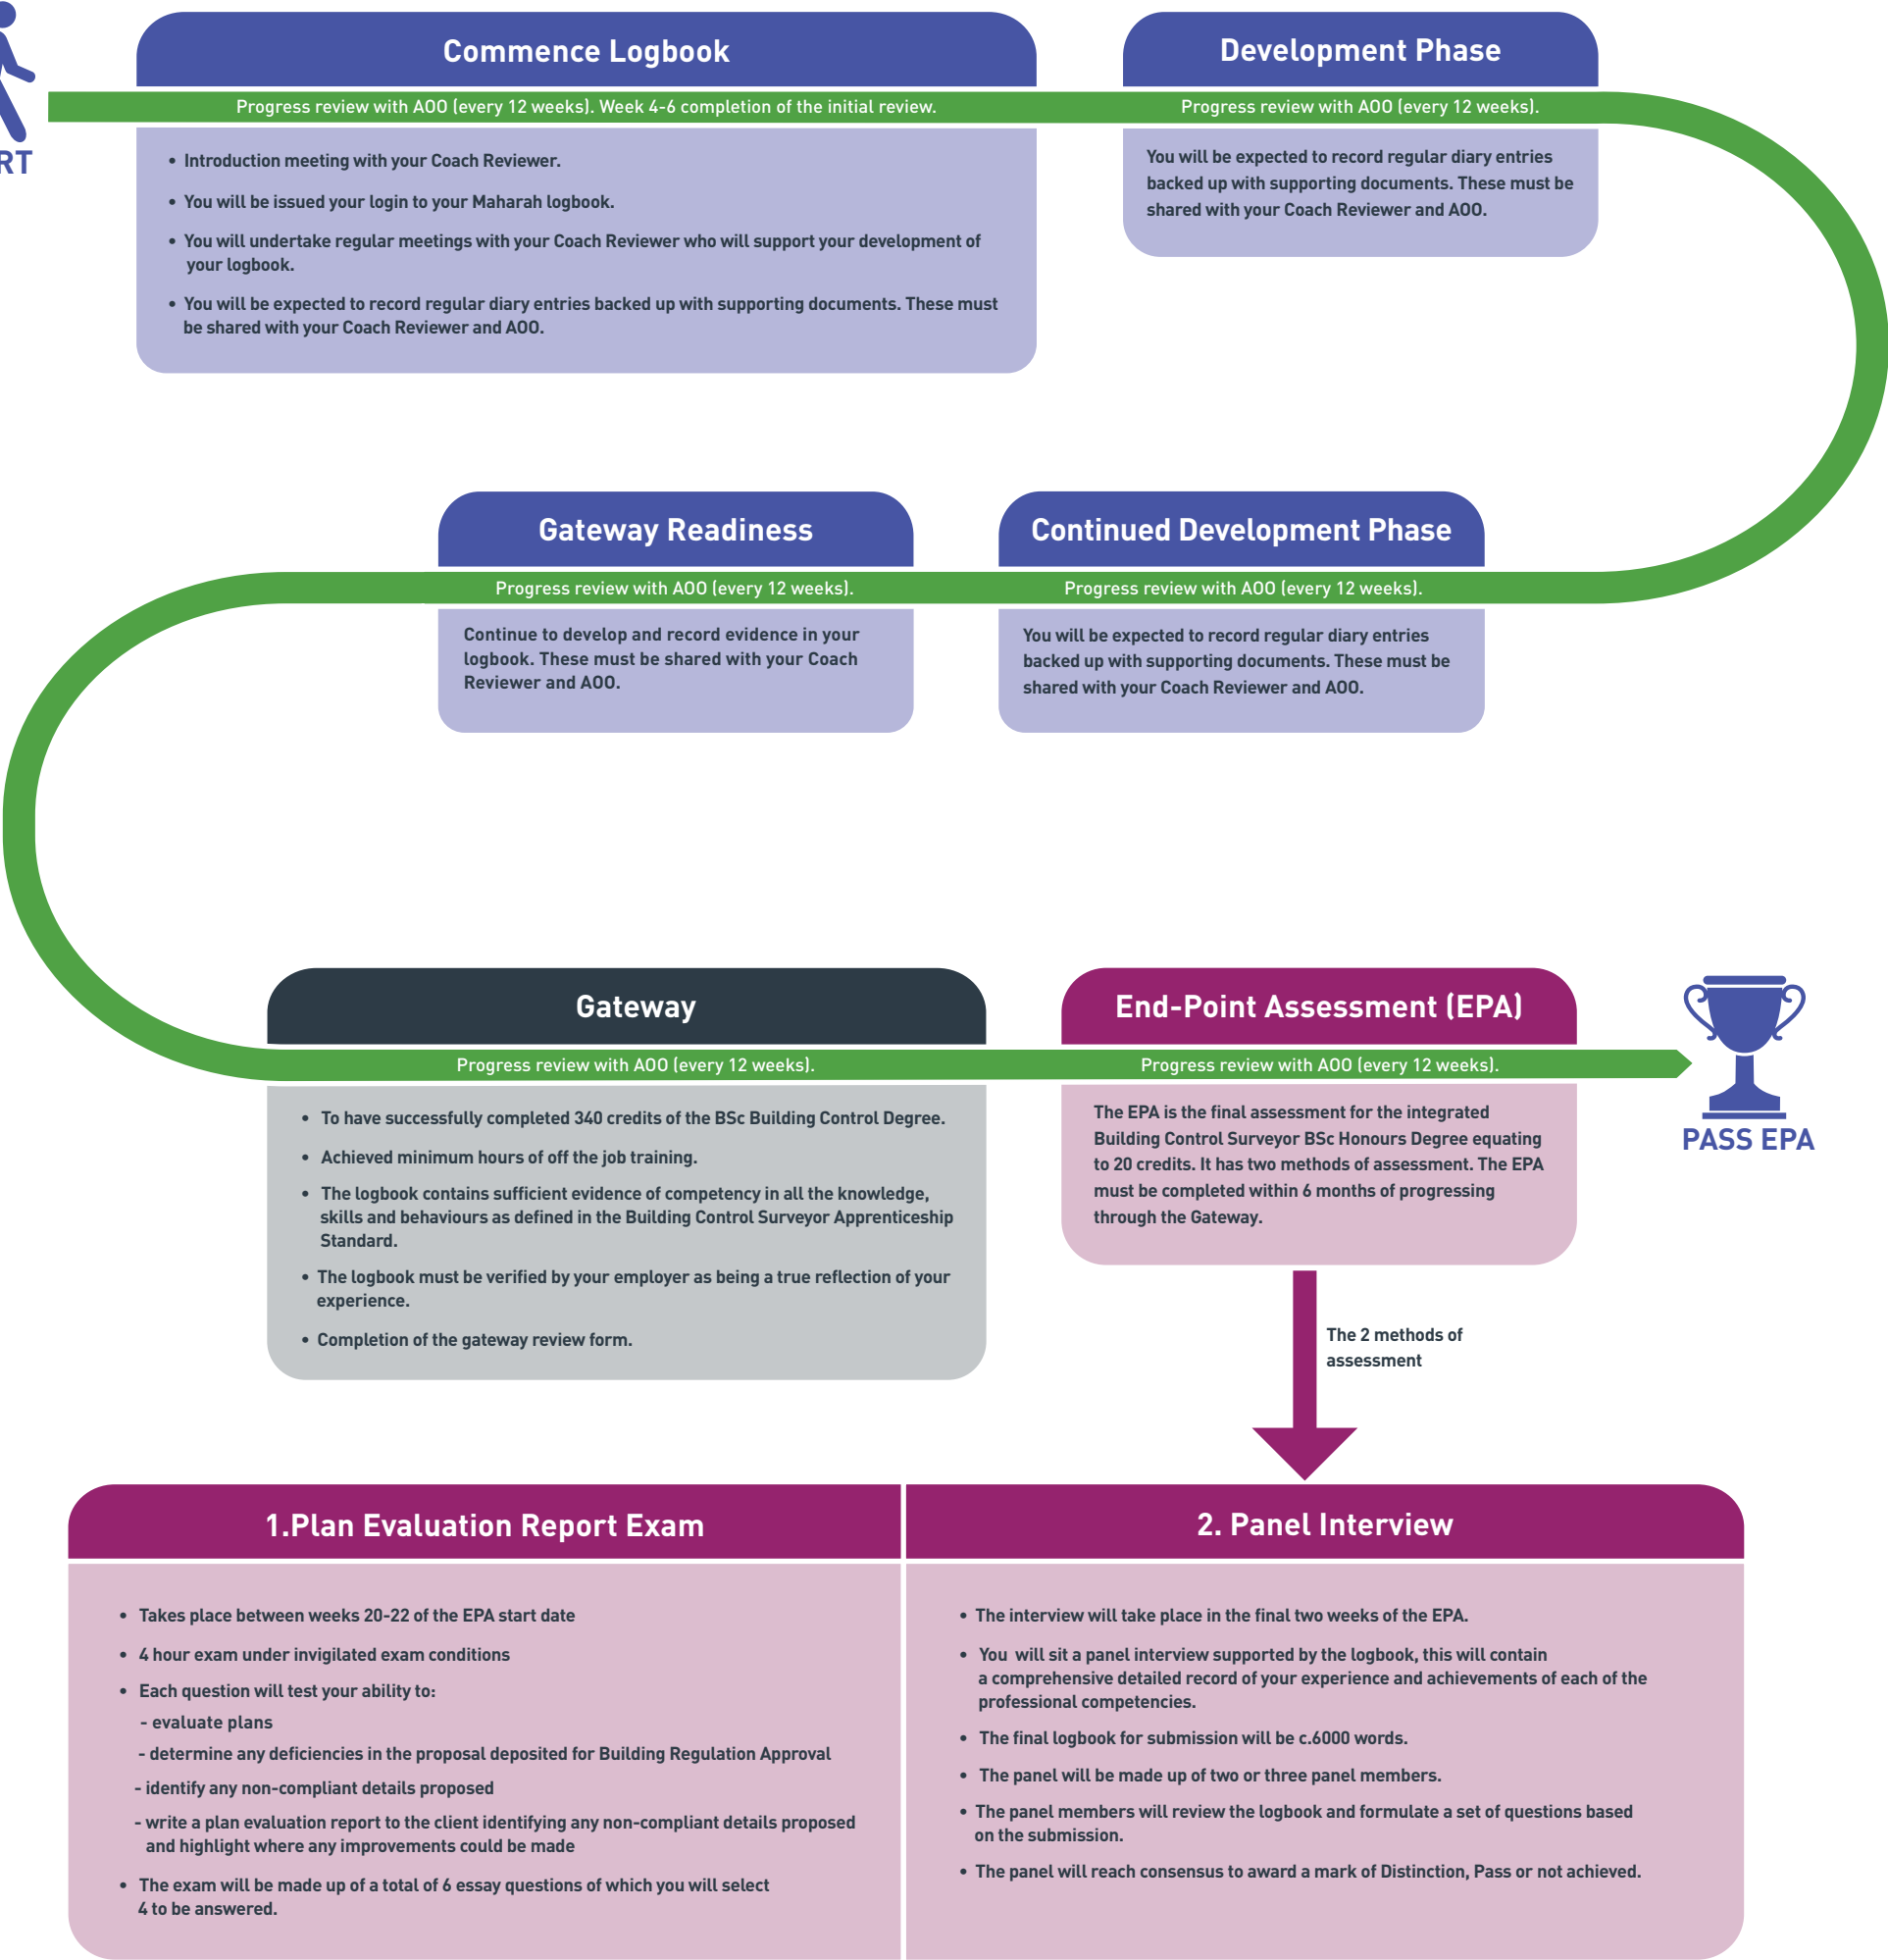 Commence Logbook
Progress review with AOO (every 12 weeks). Week 4-6 completion of the initial review.
• Introduction meeting with your Coach Reviewer.
• You will be issued your login to your Maharah logbook.
• You will undertake regular meetings with your Coach Reviewer who will support your development of
your logbook.
• You will be expected to record regular diary entries backed up with supporting documents. These must
be shared with your Coach Reviewer and AOO.
RT
Development Phase
Progress review with AOO (every 12 weeks).
You will be expected to record regular diary entries
backed up with supporting documents. These must be
shared with your Coach Reviewer and AOO.
Continued Development Phase
Progress review with AOO (every 12 weeks).
You will be expected to record regular diary entries
backed up with supporting documents. These must be
shared with your Coach Reviewer and AOO.
Gateway Readiness
Progress review with AOO (every 12 weeks).
Continue to develop and record evidence in your
logbook. These must be shared with your Coach
Reviewer and AOO.
Gateway
Progress review with AOO (every 12 weeks).
• To have successfully completed 340 credits of the BSc Building Control Degree.
• Achieved minimum hours of off the job training.
• The logbook contains sufficient evidence of competency in all the knowledge,
skills and behaviours as defined in the Building Control Surveyor Apprenticeship
Standard.
• The logbook must be verified by your employer as being a true reflection of your
experience.
• Completion of the gateway review form.
End-Point Assessment (EPA)
Progress review with AOO (every 12 weeks).
The EPA is the final assessment for the integrated
Building Control Surveyor BSc Honours Degree equating
to 20 credits. It has two methods of assessment. The EPA
must be completed within 6 months of progressing
through the Gateway.
PASS EPA
The 2 methods of
assessment
1.Plan Evaluation Report Exam
• Takes place between weeks 20-22 of the EPA start date
• 4 hour exam under invigilated exam conditions
• Each question will test your ability to:
- evaluate plans
- determine any deficiencies in the proposal deposited for Building Regulation Approval
- identify any non-compliant details proposed
- write a plan evaluation report to the client identifying any non-compliant details proposed
and highlight where any improvements could be made
• The exam will be made up of a total of 6 essay questions of which you will select
4 to be answered.
2. Panel Interview
• The interview will take place in the final two weeks of the EPA.
• You will sit a panel interview supported by the logbook, this will contain
a comprehensive detailed record of your experience and achievements of each of the
professional competencies.
• The final logbook for submission will be c.6000 words.
• The panel will be made up of two or three panel members.
• The panel members will review the logbook and formulate a set of questions based
on the submission.
• The panel will reach consensus to award a mark of Distinction, Pass or not achieved.